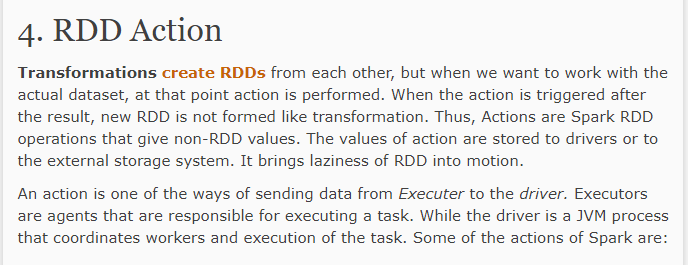 4. RDD Action
Transformations create RDDs from each other, but when we want to work with the
actual dataset, at that point action is performed. When the action is triggered after
the result, new RDD is not formed like transformation. Thus, Actions are Spark RDD
operations that give non-RDD values. The values of action are stored to drivers or to
the external storage system. It brings laziness of RDD into motion.
An action is one of the ways of sending data from Executer to the driver. Executors
are agents that are responsible for executing a task. While the driver is a JVM process
that coordinates workers and execution of the task. Some of the actions of Spark are: